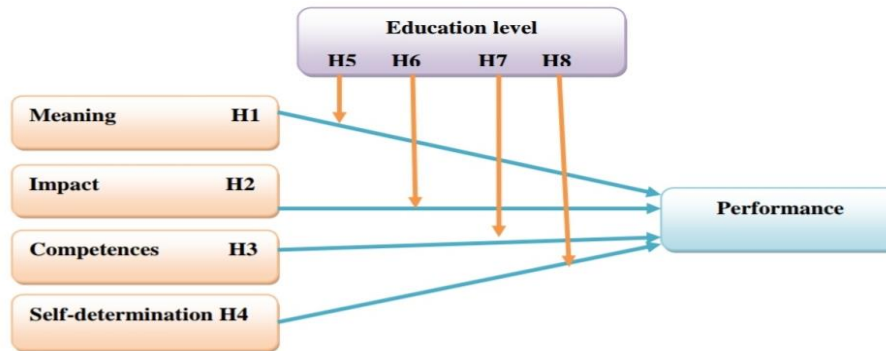 Education level
H5 H6 H7 H8
Meaning H1
Impact H2
Competences H3
Self-determination H4
Performance